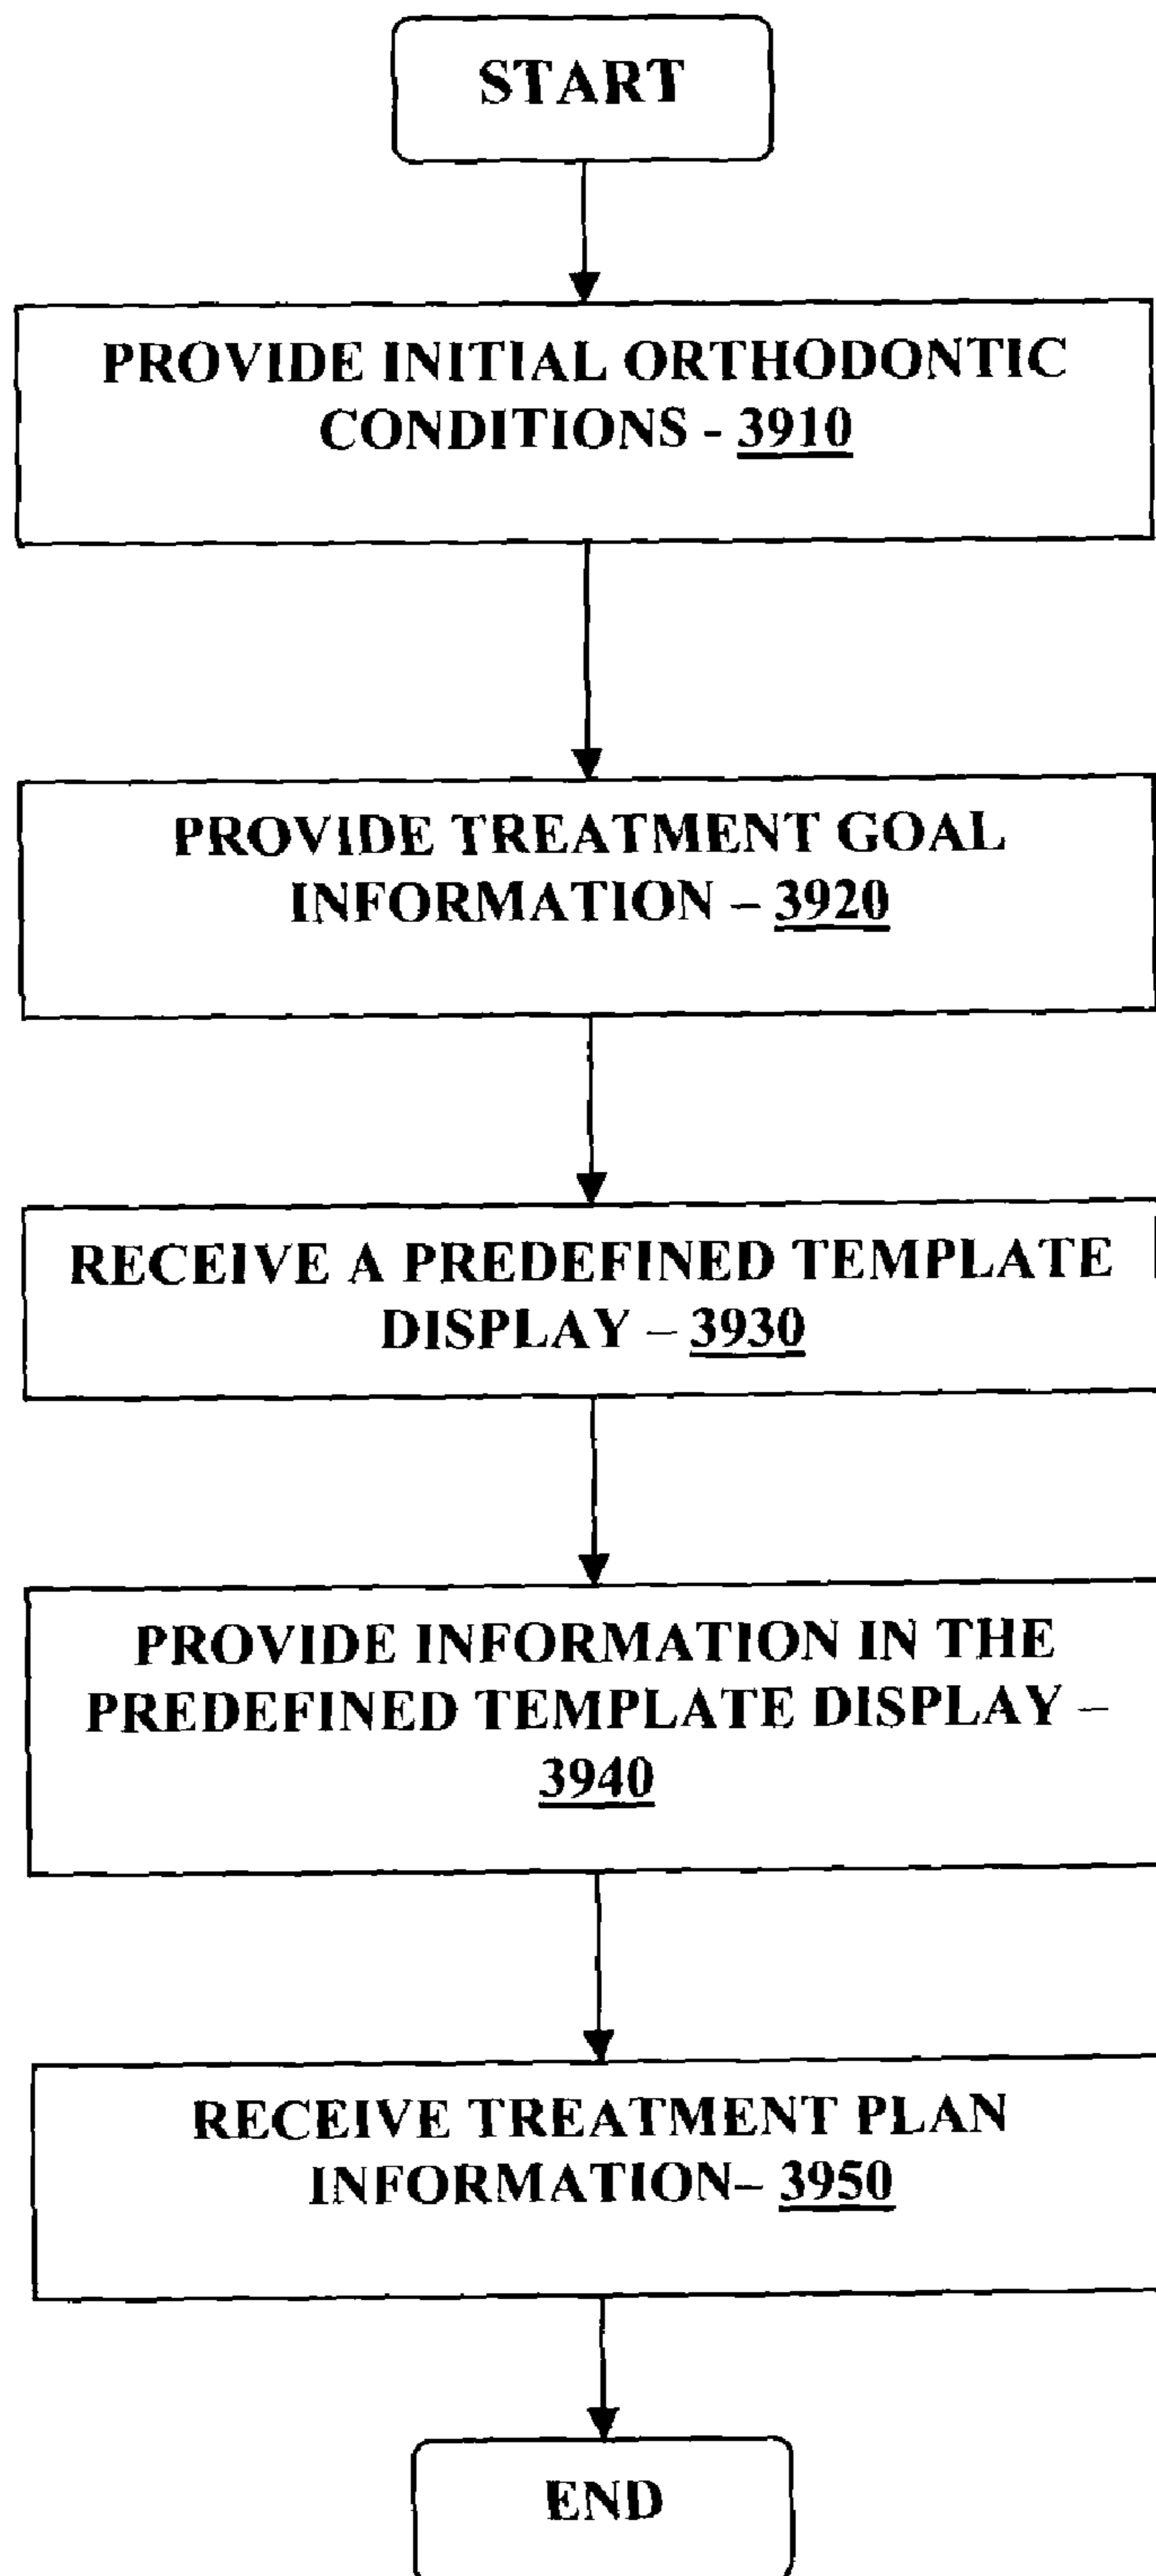 START
PROVIDE INITIAL ORTHODONTIC
CONDITIONS - 3910
PROVIDE TREATMENT GOAL
INFORMATION – 3920
RECEIVE A PREDEFINED TEMPLATE
DISPLAY – 3930
PROVIDE INFORMATION IN THE
PREDEFINED TEMPLATE DISPLAY –
3940
RECEIVE TREATMENT PLAN
INFORMATION– 3950
END